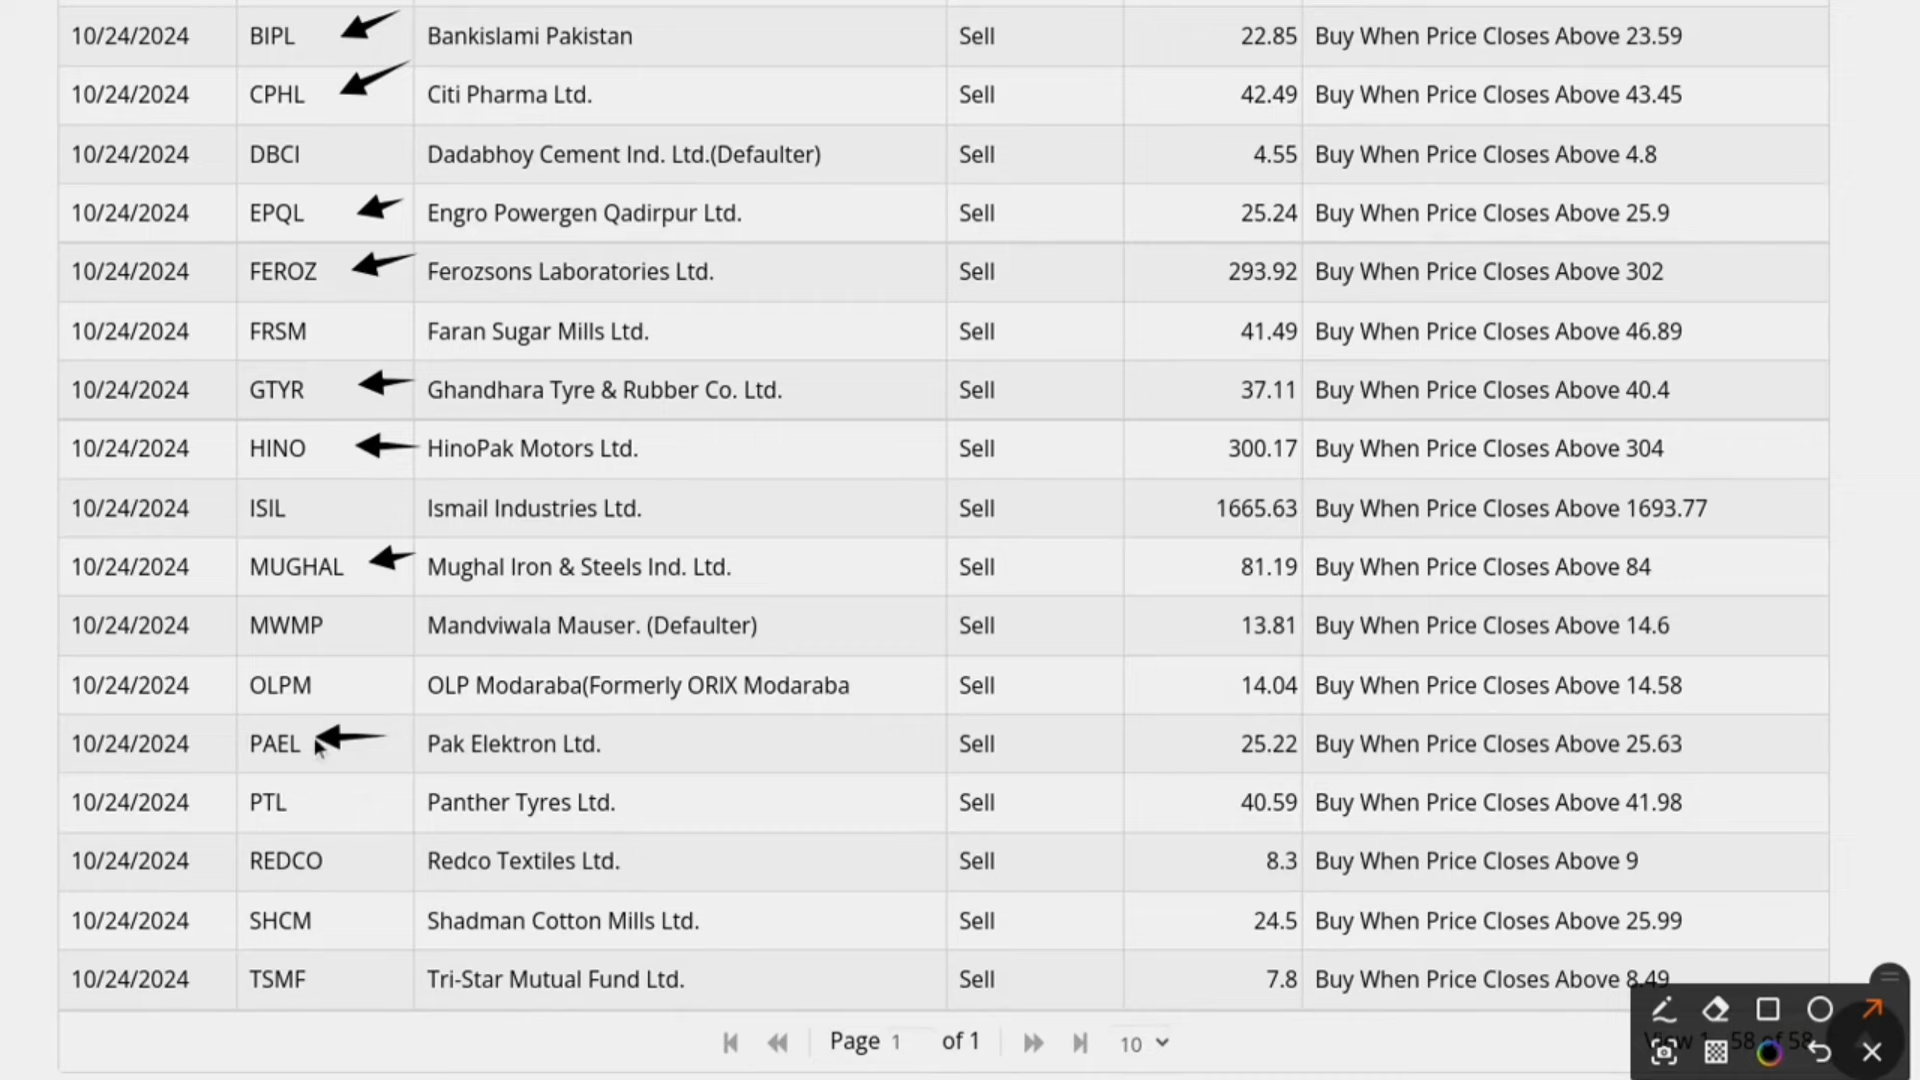 10/24/2024 BIPL Bankislami Pakistan Sell 22.85 Buy When Price Closes Above 23.59
10/24/2024 CPHL Citi Pharma Ltd. Sell 42.49 Buy When Price Closes Above 43.45
10/24/2024 DBCI Dadabhoy Cement Ind. Ltd.(Defaulter) Sell 4.55 Buy When Price Closes Above 4.8
10/24/2024 EPQL Engro Powergen Qadirpur Ltd. Sell 25.24 Buy When Price Closes Above 25.9
10/24/2024 FEROZ Ferozsons Laboratories Ltd. Sell 293.92 Buy When Price Closes Above 302
10/24/2024 FRSM Faran Sugar Mills Ltd. Sell 41.49 Buy When Price Closes Above 46.89
10/24/2024 GTYR Ghandhara Tyre & Rubber Co. Ltd. Sell 37.11 Buy When Price Closes Above 40.4
10/24/2024 HINO HinoPak Motors Ltd. Sell 300.17 Buy When Price Closes Above 304
10/24/2024 ISIL Ismail Industries Ltd. Sell 1665.63 Buy When Price Closes Above 1693.77
10/24/2024 MUGHAL Mughal Iron & Steels Ind. Ltd. Sell 81.19 Buy When Price Closes Above 84
10/24/2024 MWMP Mandviwala Mauser. (Defaulter) Sell 13.81 Buy When Price Closes Above 14.6
10/24/2024 OLPM OLP Modaraba(Formerly ORIX Modaraba Sell 14.04 Buy When Price Closes Above 14.58
10/24/2024 PAEL Pak Elektron Ltd. Sell 25.22 Buy When Price Closes Above 25.63
10/24/2024 PTL Panther Tyres Ltd. Sell 40.59 Buy When Price Closes Above 41.98
10/24/2024 REDCO Redco Textiles Ltd. Sell 8.3 Buy When Price Closes Above 9
10/24/2024 SHCM Shadman Cotton Mills Ltd. Sell 24.5 Buy When Price Closes Above 25.99
10/24/2024 TSMF Tri-Star Mutual Fund Ltd. Sell 7.8 Buy When Price Closes Above 8.49
Page 1 of 1 10 View 1 58 of 58